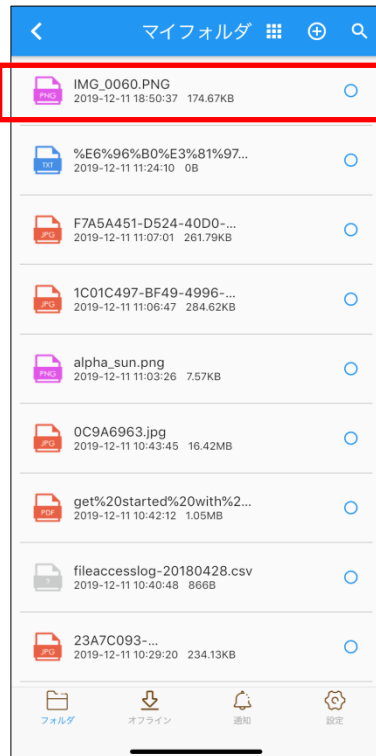 マイフォルダ
PNG
IMG_0060.PNG
2019-12-11 18:50:37 174.67KB
TXT
%E6%96%B0%E3%81%97...
2019-12-11 11:24:10 0B
JPG
F7A5A451-D524-40D0-...
2019-12-11 11:07:01 261.79KB
JPG
1C01C497-BF49-4996-...
2019-12-11 11:06:47 284.62KB
PNG
alpha_sun.png
2019-12-11 11:03:26 7.57KB
JPG
0C9A6963.jpg
2019-12-11 10:43:45 16.42MB
PDF
get%20started%20with%2...
2019-12-11 10:42:12 1.05MB
?
fileaccesslog-20180428.csv
2019-12-11 10:40:48 866B
JPG
23A7C093-...
2019-12-11 10:29:20 234.13KB
フォルダ オフライン 通知 設定